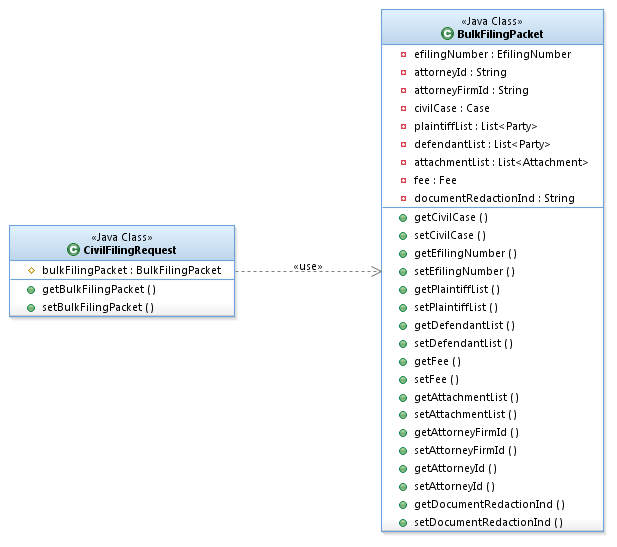 «Java Class»
CivilFilingRequest
bulkFilingPacket : BulkFilingPacket
getBulkFilingPacket ( )
setBulkFilingPacket ( )
«use»
«Java Class»
BulkFilingPacket
efilingNumber : EfilingNumber
attorneyId : String
attorneyFirmId : String
civilCase : Case
plaintiffList : List<Party>
defendantList : List<Party>
attachmentList : List<Attachment>
fee : Fee
documentRedactionInd : String
getCivilCase ( )
setCivilCase ( )
getEfilingNumber ( )
setEfilingNumber ( )
getPlaintiffList ( )
setPlaintiffList ( )
getDefendantList ( )
setDefendantList ( )
getFee ( )
setFee ( )
getAttachmentList ( )
setAttachmentList ( )
getAttorneyFirmId ( )
setAttorneyFirmId ( )
getAttorneyId ( )
setAttorneyId ( )
getDocumentRedactionInd ( )
setDocumentRedactionInd ( )